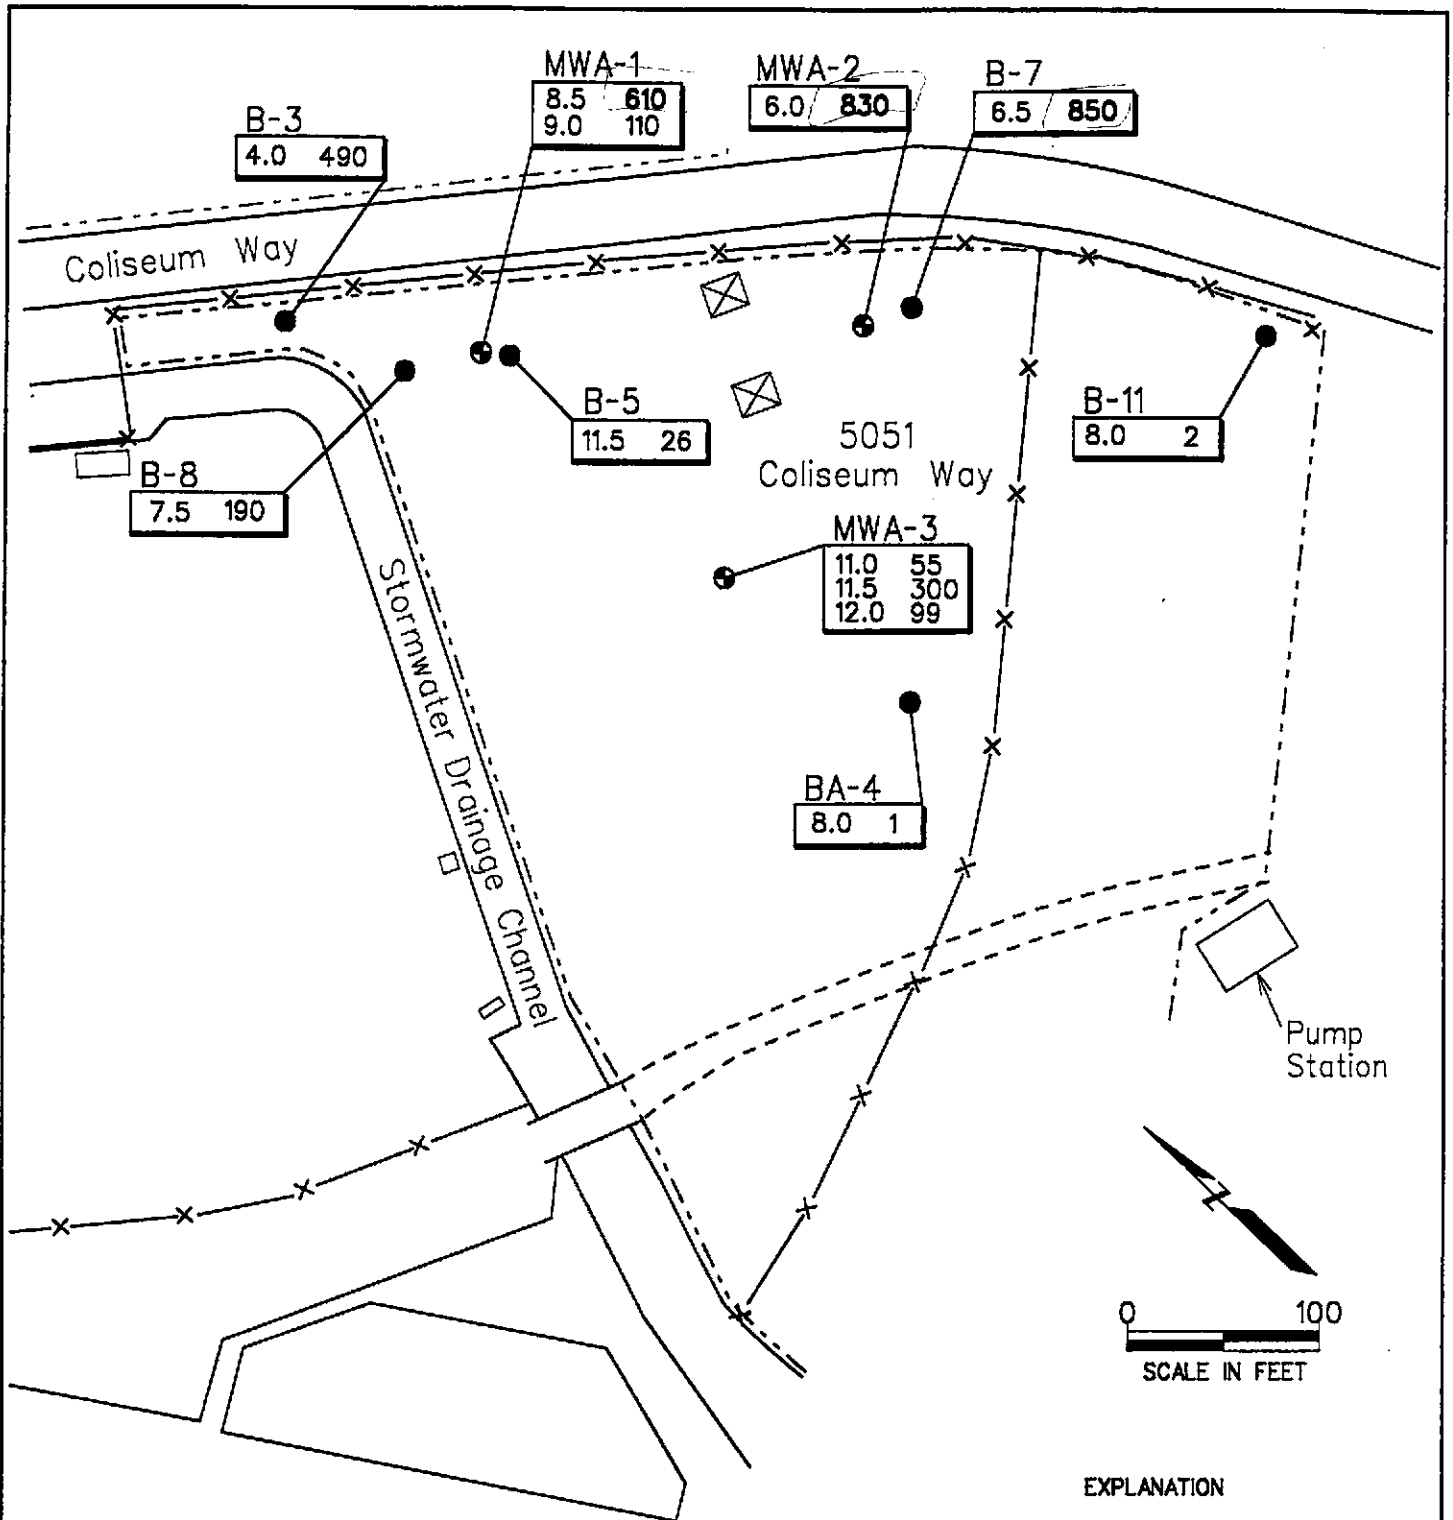 MWA-1
8.5 610
9.0 110
MWA-2
6.0 830
B-7
6.5 850
B-3
4.0 490
Coliseum Way
B-5
11.5 26
B-11
8.0 2
5051
Coliseum Way
B-8
7.5 190
MWA-3
11.0 55
11.5 300
12.0 99
Stormwater Drainage Channel
BA-4
8.0 1
Pump
Station
0 100
SCALE IN FEET
EXPLANATION